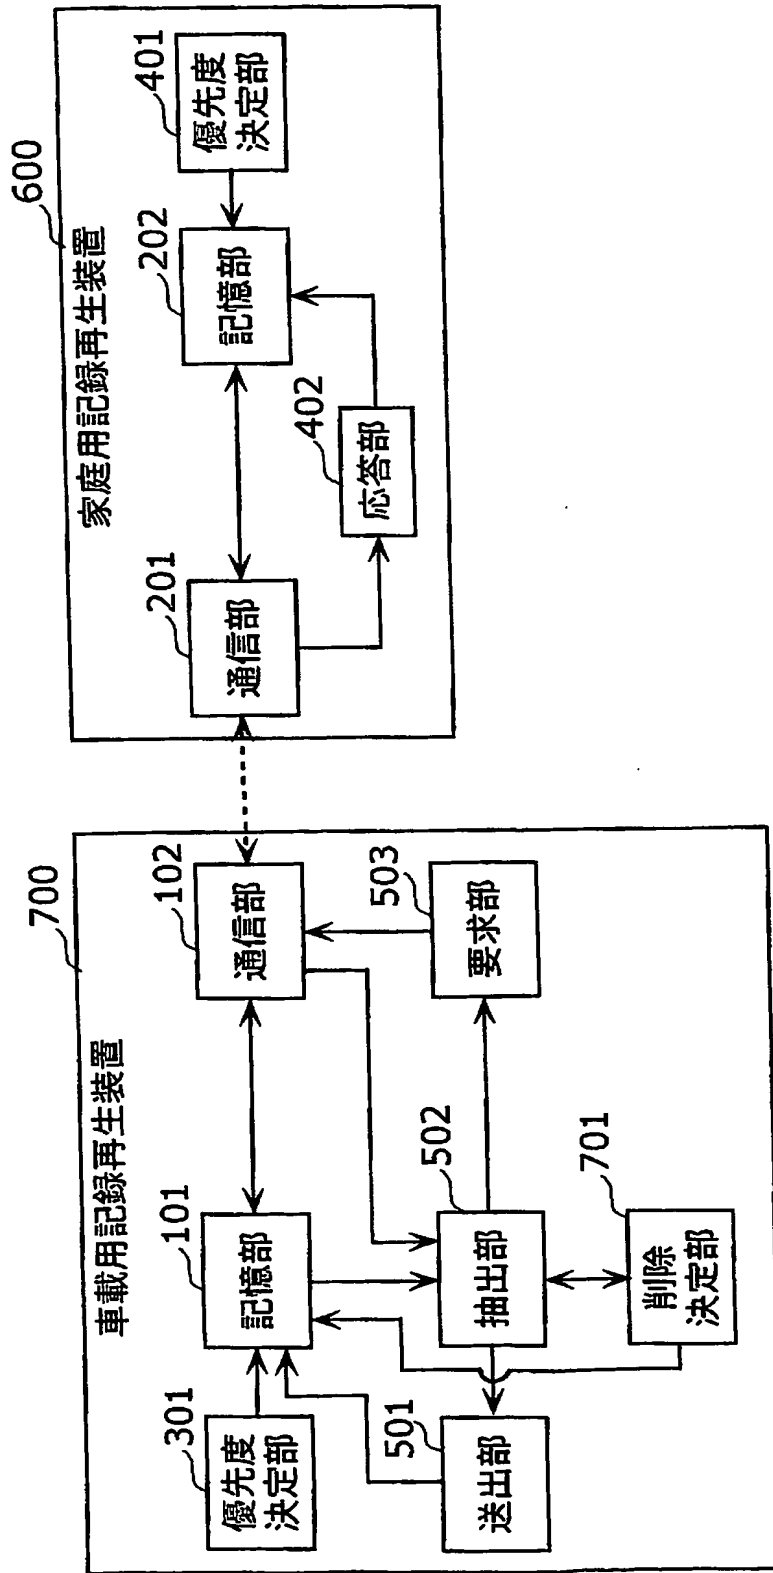 700
車載用記録再生装置
301
優先度
決定部
101
記憶部
102
通信部
501
送出部
502
抽出部
503
要求部
701
削除
決定部
600
家庭用記録再生装置
201
通信部
202
記憶部
401
優先度
決定部
402
応答部